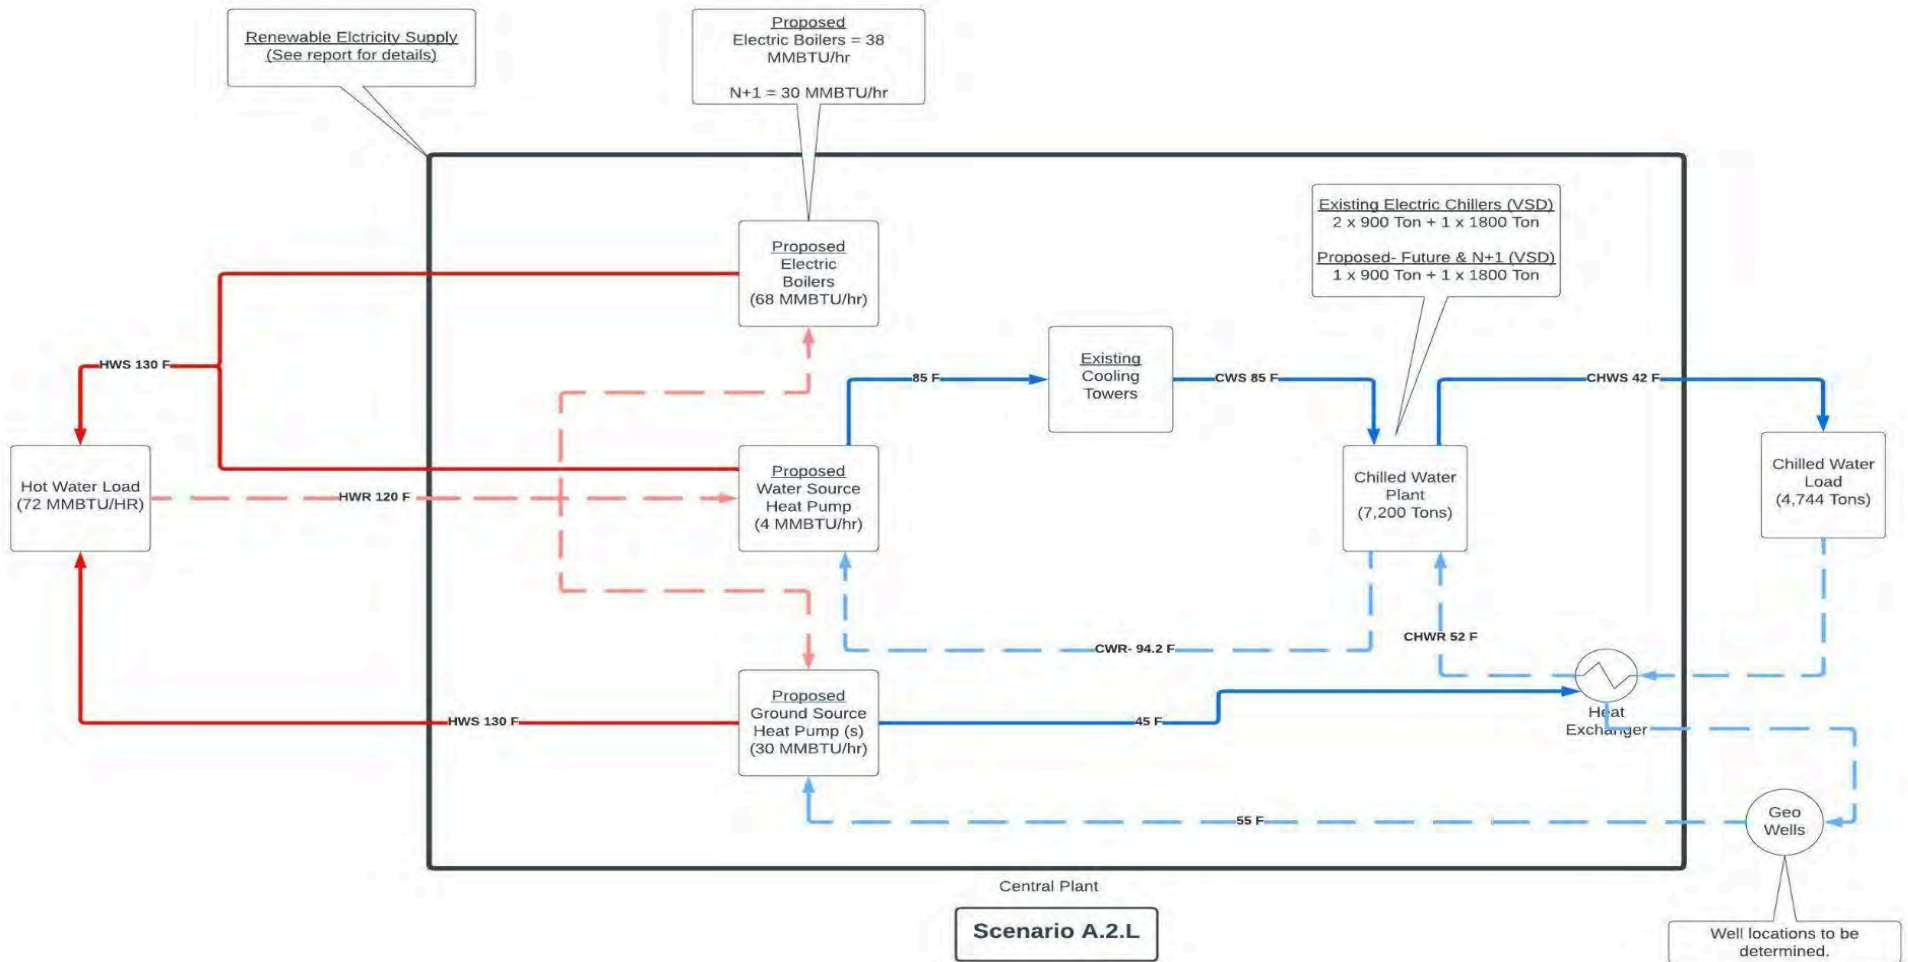 Renewable Elctricity Supply
(See report for details)
Proposed
Electric Boilers = 38
MMBTU/hr
N+1 = 30 MMBTU/hr
Existing Electric Chillers (VSD)
2 x 900 Ton + 1 x 1800 Ton
Proposed- Future & N+1 (VSD)
1 x 900 Ton + 1 x 1800 Ton
Proposed
Electric
Boilers
(68 MMBTU/hr)
HWS 130 F
85 F
Existing
Cooling
Towers
CWS 85 F
CHWS 42 F
Hot Water Load
(72 MMBTU/HR)
HWR 120 F
Proposed
Water Source
Heat Pump
(4 MMBTU/hr)
Chilled Water
Plant
(7,200 Tons)
Chilled Water
Load
(4,744 Tons)
CWR- 94.2 F
CHWR 52 F
Proposed
Ground Source
Heat Pump (s)
(30 MMBTU/hr)
HWS 130 F
45 F
Heat
Exchanger
55 F
Geo
Wells
Central Plant
Scenario A.2.L
Well locations to be
determined.